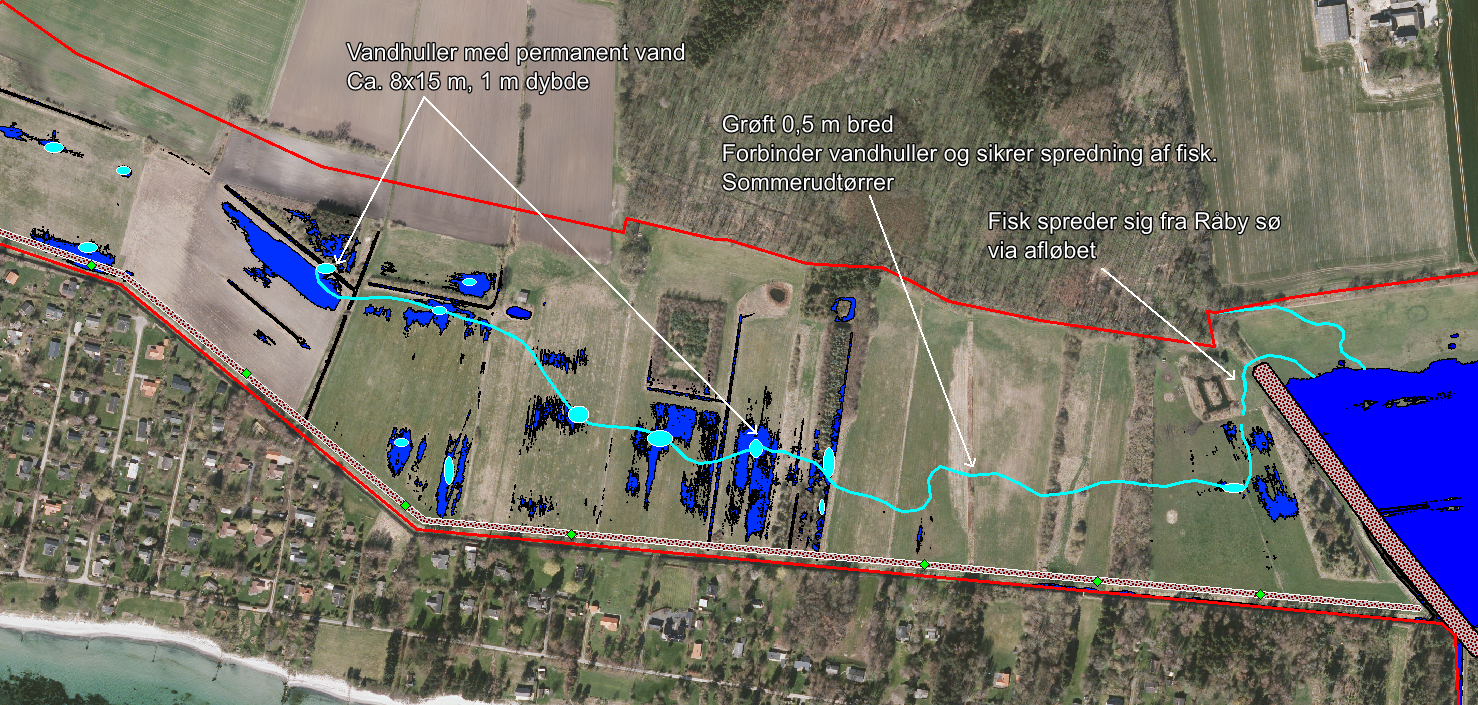 Vandhuller med permanent vand
Ca. 8x15 m, 1 m dybde
Grøft 0,5 m bred
Forbinder vandhuller og sikrer spredning af fisk.
Sommerudtørrer
Fisk spreder sig fra Råby sø
via afløbet